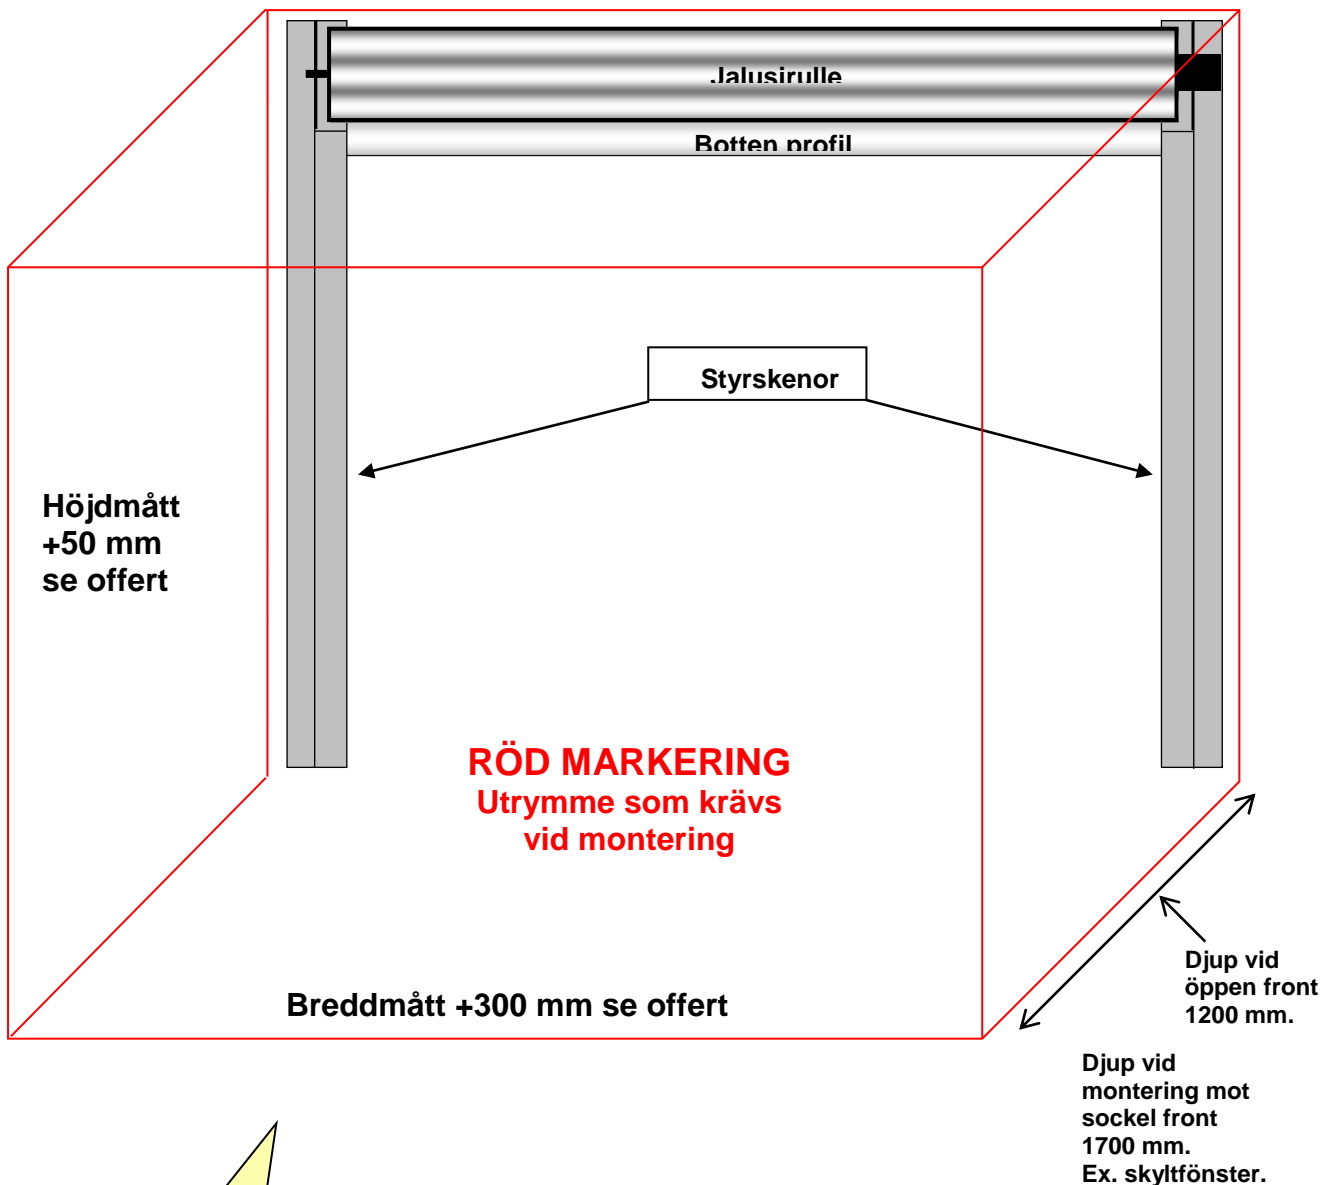 Jalusirulle
Botten profil
Styrskenor
Höjdmått
+50 mm
se offert
RÖD MARKERING
Utrymme som krävs
vid montering
Djup vid
öppen front
1200 mm.
Breddmått +300 mm se offert
Djup vid
montering mot
sockel front
1700 mm.
Ex. skyltfönster.